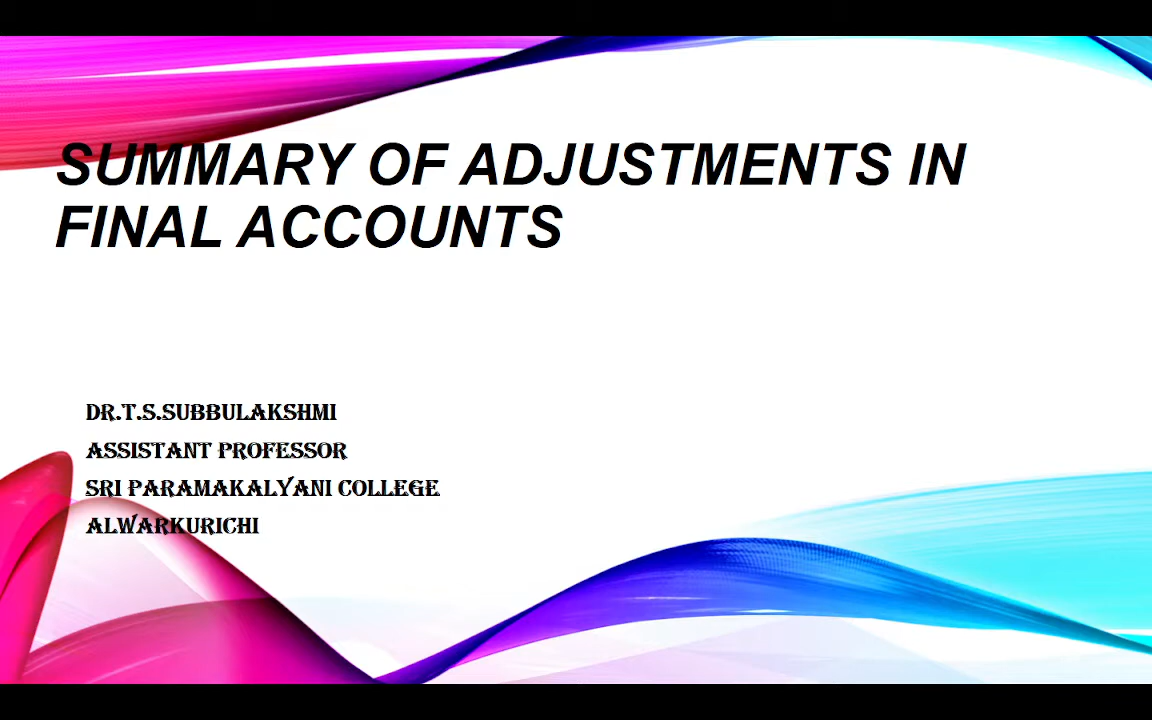 SUMMARY OF ADJUSTMENTS IN
FINAL ACCOUNTS
DR.T.S.SUBBULAKSHMI
ASSISTANT PROFESSOR
SRI PARAMAKALYANI COLLEGE
ALWARKURICHI